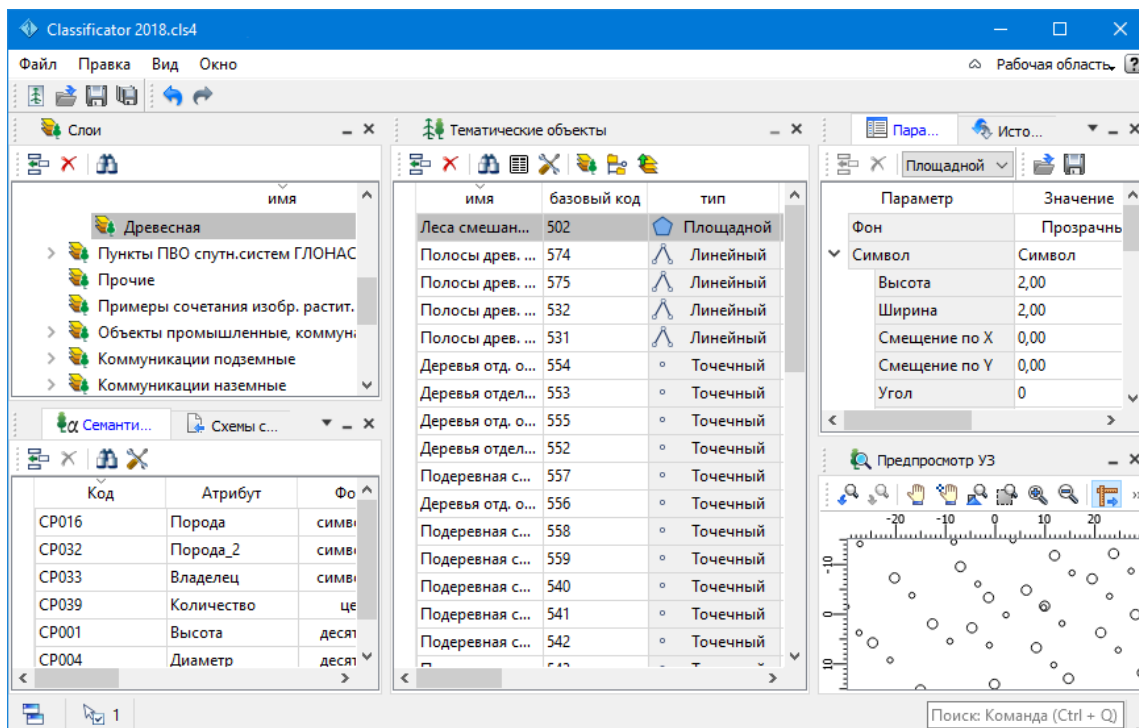 Classificator 2018.cls4
Файл Правка Вид Окно Рабочая область
Слои
имя
Древесная
Пункты ПВО спутн.систем ГЛОНАС
Прочие
Примеры сочетания изобр. растит.
Объекты промышленные, коммун
Коммуникации подземные
Коммуникации наземные
Семанти... Схемы с...
Код Атрибут Фо
CP016 Порода симв
CP032 Порода_2 симв
CP033 Владелец симв
CP039 Количество це
CP001 Высота десят
CP004 Диаметр десят
Тематические объекты
имя базовый код тип
Леса смешан... 502 Площадной
Полосы древ. ... 574 Линейный
Полосы древ. ... 575 Линейный
Полосы древ. ... 532 Линейный
Полосы древ. ... 531 Линейный
Деревья отд. о... 554 Точечный
Деревья отдел... 553 Точечный
Деревья отд. о... 555 Точечный
Деревья отдел... 552 Точечный
Подеревная с... 557 Точечный
Деревья отд. о... 556 Точечный
Подеревная с... 558 Точечный
Подеревная с... 559 Точечный
Подеревная с... 540 Точечный
Подеревная с... 541 Точечный
Подеревная с... 542 Точечный
Пара... Исто...
Площадной
Параметр Значение
Фон Прозрачнь
Символ Символ
Высота 2,00
Ширина 2,00
Смещение по X 0,00
Смещение по Y 0,00
Угол 0
Предпросмотр УЗ
-20 -10 0 10 20
-10
0
10
1
Поиск: Команда (Ctrl + Q)